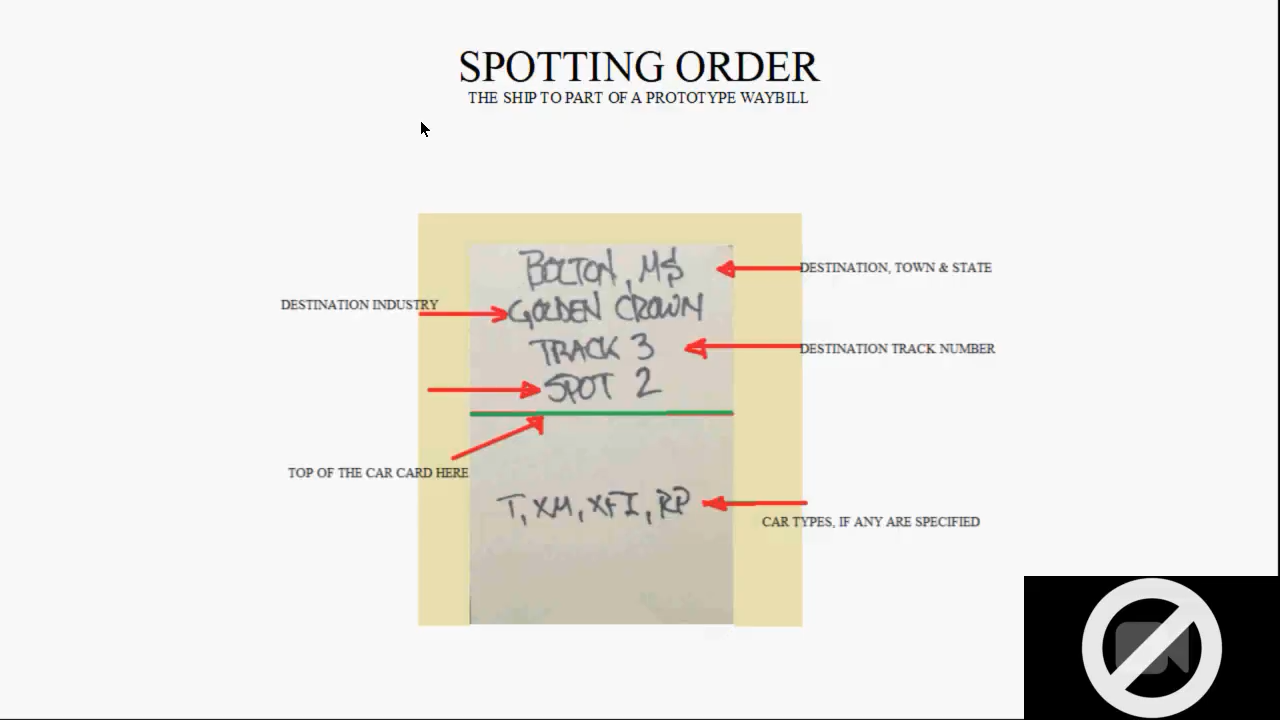 SPOTTING ORDER
THE SHIP TO PART OF A PROTOTYPE WAYBILL
BOLTON, MS
DESTINATION, TOWN & STATE
DESTINATION INDUSTRY
GOLDEN CROWN
TRACK 3
DESTINATION TRACK NUMBER
SPOT 2
TOP OF THE CAR CARD HERE
T, XM, XFI, RP
CAR TYPES, IF ANY ARE SPECIFIED